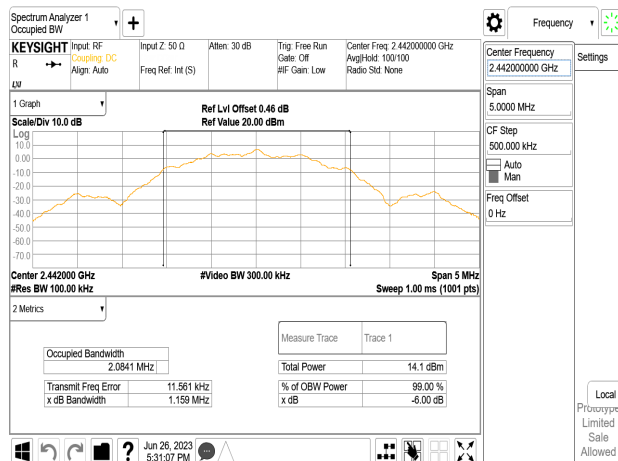 Spectrum Analyzer 1
Occupied BW
Frequency
KEYSIGHT Input: RF Input Z: 50 Ω Atten: 30 dB Trig: Free Run Center Freq: 2.442000000 GHz
Coupling: DC Gate: Off Avg|Hold: 100/100
R Align: Auto Freq Ref: Int (S) #IF Gain: Low Radio Std: None
LXI
Center Frequency
2.442000000 GHz
Settings
Span
5.0000 MHz
CF Step
500.000 kHz
Auto
Man
Freq Offset
0 Hz
1 Graph
Ref Lvl Offset 0.46 dB
Scale/Div 10.0 dB Ref Value 20.00 dBm
Log
10.0
0.00
-10.0
-20.0
-30.0
-40.0
-50.0
-60.0
-70.0
Center 2.442000 GHz #Video BW 300.00 kHz Span 5 MHz
#Res BW 100.00 kHz Sweep 1.00 ms (1001 pts)
2 Metrics
Measure Trace Trace 1
Occupied Bandwidth
2.0841 MHz
Total Power 14.1 dBm
Transmit Freq Error 11.561 kHz % of OBW Power 99.00 %
x dB Bandwidth 1.159 MHz x dB -6.00 dB
Local
Prototype
Limited
Sale
Allowed
? Jun 26, 2023
5:31:07 PM